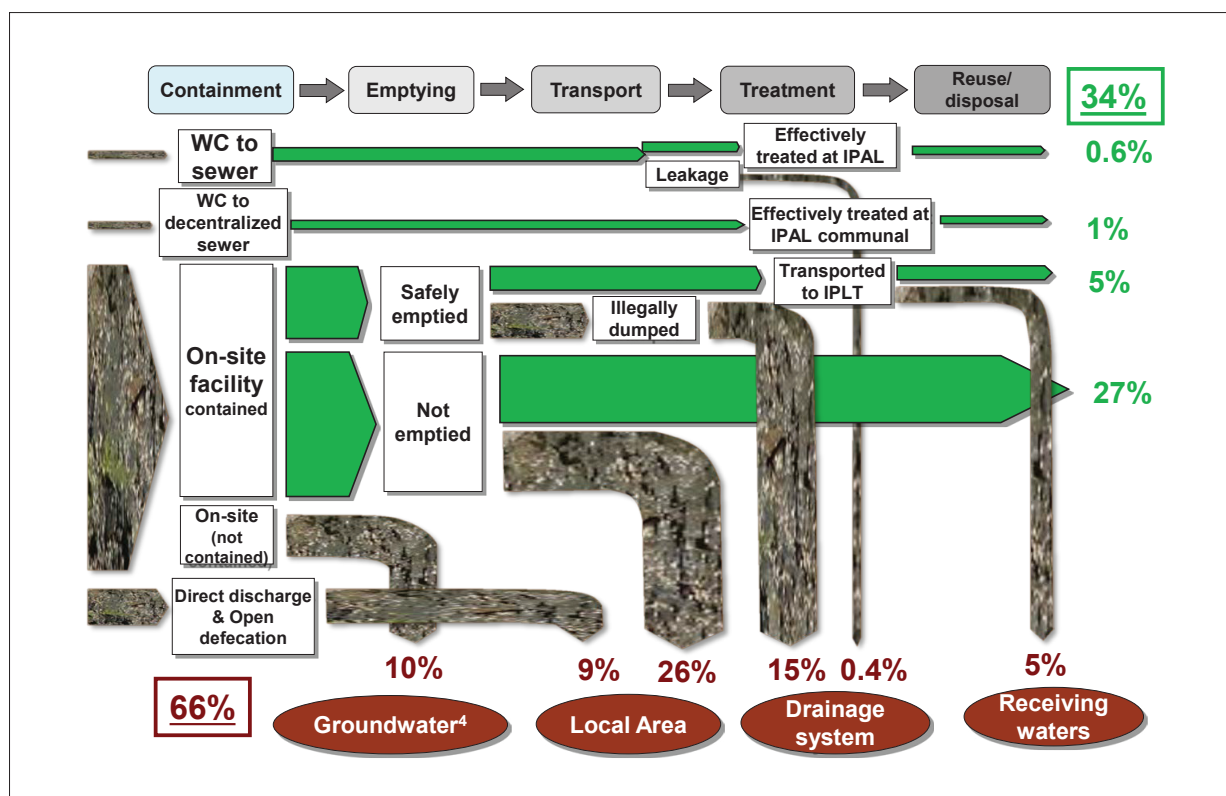 Containment
Emptying
Transport
Treatment
Reuse/
disposal
34%
WC to
sewer
Effectively
treated at IPAL
0.6%
Leakage
WC to
decentralized
sewer
Effectively treated at
IPAL communal
1%
On-site
facility
contained
Safely
emptied
Transported
to IPLT
5%
Illegally
dumped
Not
emptied
27%
On-site
(not
contained)
Direct discharge
& Open
defecation
66%
10%
9%
26%
15%
0.4%
5%
Groundwater⁴
Local Area
Drainage
system
Receiving
waters